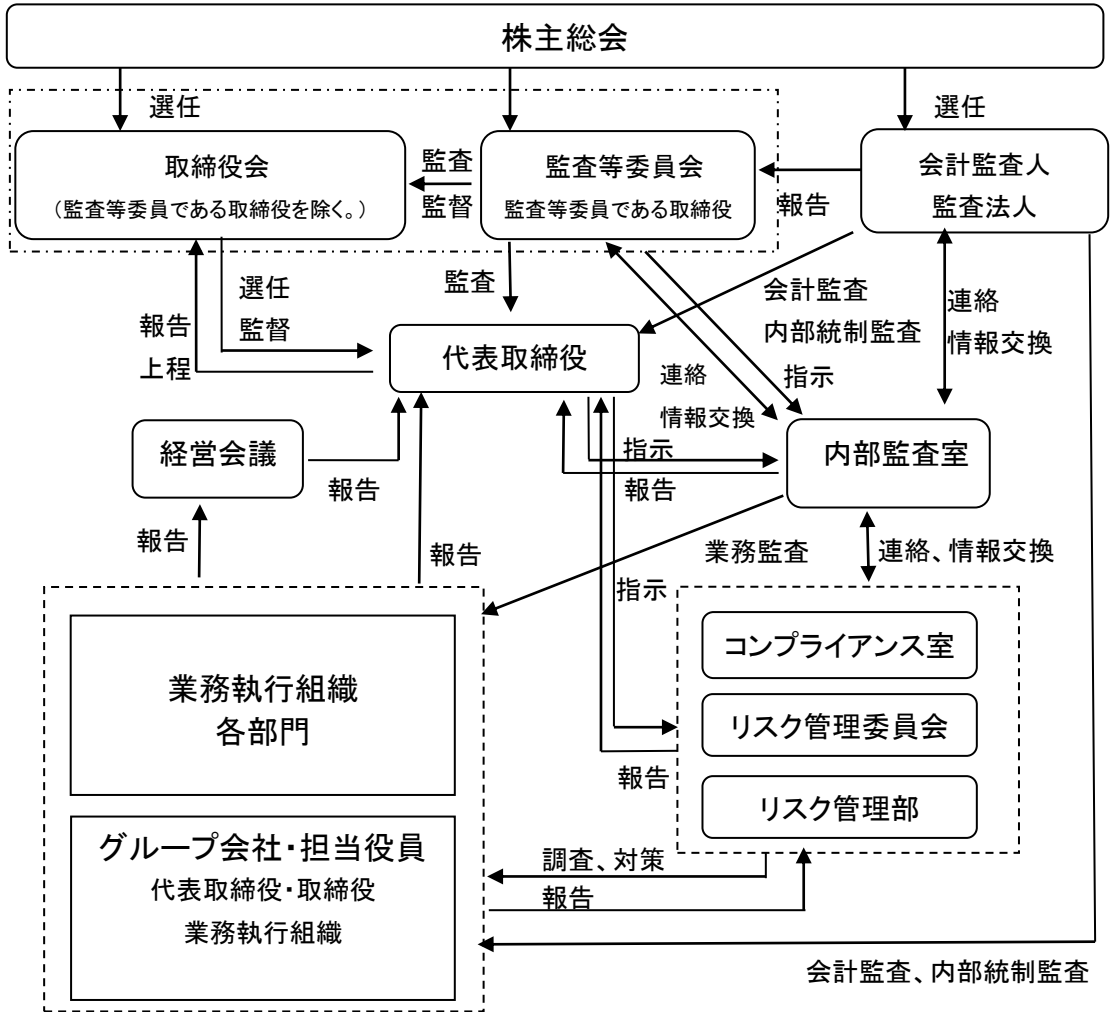 株主総会
選任
選任
取締役会
（監査等委員である取締役を除く。）
監査
監督
監査等委員会
監査等委員である取締役
報告
会計監査人
監査法人
選任
監督
報告
上程
監査
会計監査
内部統制監査
連絡
情報交換
代表取締役
連絡
情報交換
指示
経営会議
報告
指示
報告
内部監査室
報告
報告
業務監査
連絡、情報交換
指示
コンプライアンス室
業務執行組織
各部門
リスク管理委員会
報告
リスク管理部
グループ会社・担当役員
代表取締役・取締役
業務執行組織
調査、対策
報告
会計監査、内部統制監査